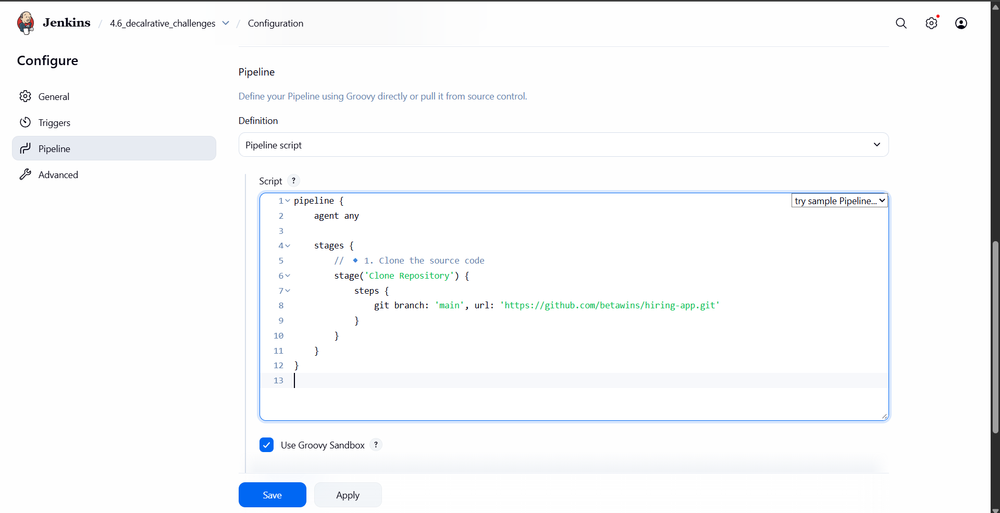 Jenkins / 4.6_decalrative_challenges / Configuration
Configure
General
Triggers
Pipeline
Advanced
Pipeline
Define your Pipeline using Groovy directly or pull it from source control.
Definition
Pipeline script
Script ?
try sample Pipeline...
1 pipeline {
2     agent any
3
4     stages {
5         // 🔹 1. Clone the source code
6         stage('Clone Repository') {
7             steps {
8                 git branch: 'main', url: 'https://github.com/betawins/hiring-app.git'
9             }
10         }
11     }
12 }
13
Use Groovy Sandbox ?
Save
Apply